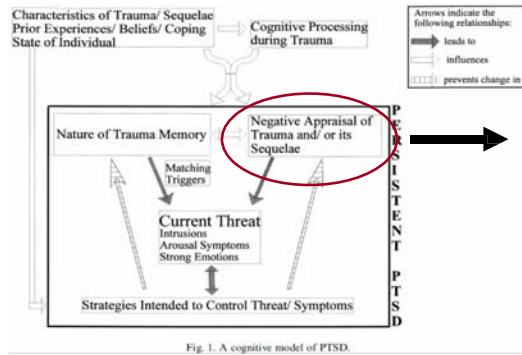 Characteristics of Trauma/ Sequelae
Prior Experiences/ Beliefs/ Coping
State of Individual
Cognitive Processing
during Trauma
Arrows indicate the
following relationships:
leads to
influences
prevents change in
Nature of Trauma Memory
Negative Appraisal of
Trauma and/ or its
Sequelae
Matching
Triggers
Current Threat
Intrusions
Arousal Symptoms
Strong Emotions
Strategies Intended to Control Threat/ Symptoms
PERSISTENT PTSD
Fig. 1. A cognitive model of PTSD.